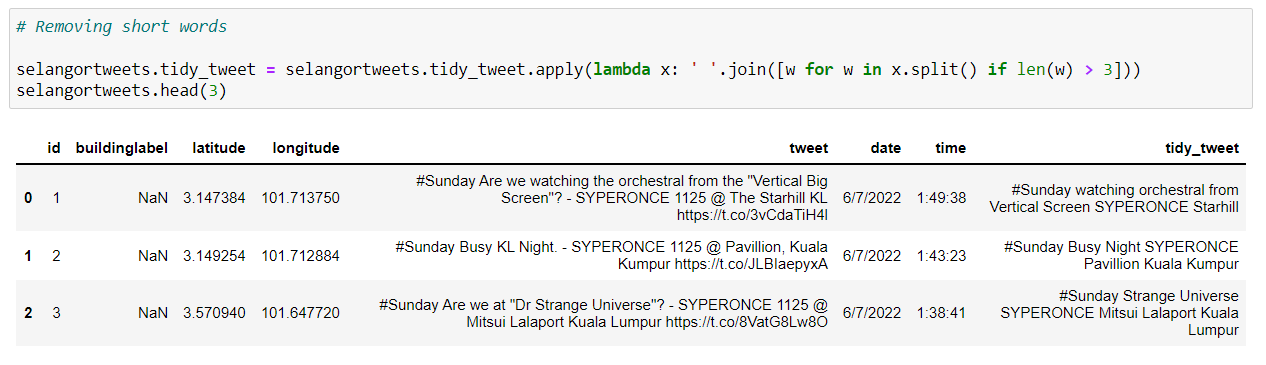 # Removing short words
selangortweets.tidy_tweet = selangortweets.tidy_tweet.apply(lambda x: ' '.join([w for w in x.split() if len(w) > 3]))
selangortweets.head(3)
id buildinglabel latitude longitude tweet date time tidy_tweet
#Sunday Are we watching the orchestral from the "Vertical Big
0 1 NaN 3.147384 101.713750 Screen"? - SYPERONCE 1125 @ The Starhill KL 6/7/2022 1:49:38 #Sunday watching orchestral from
https://t.co/3vCdaTiH4l Vertical Screen SYPERONCE Starhill
1 2 NaN 3.149254 101.712884 #Sunday Busy KL Night. - SYPERONCE 1125 @ Pavillion, Kuala 6/7/2022 1:43:23 #Sunday Busy Night SYPERONCE
Kumpur https://t.co/JLBIaepyxA Pavillion Kuala Kumpur
2 3 NaN 3.570940 101.647720 #Sunday Are we at "Dr Strange Universe"? - SYPERONCE 1125 @ 6/7/2022 1:38:41 #Sunday Strange Universe
Mitsui Lalaport Kuala Lumpur https://t.co/8VatG8Lw8O SYPERONCE Mitsui Lalaport Kuala
Lumpur